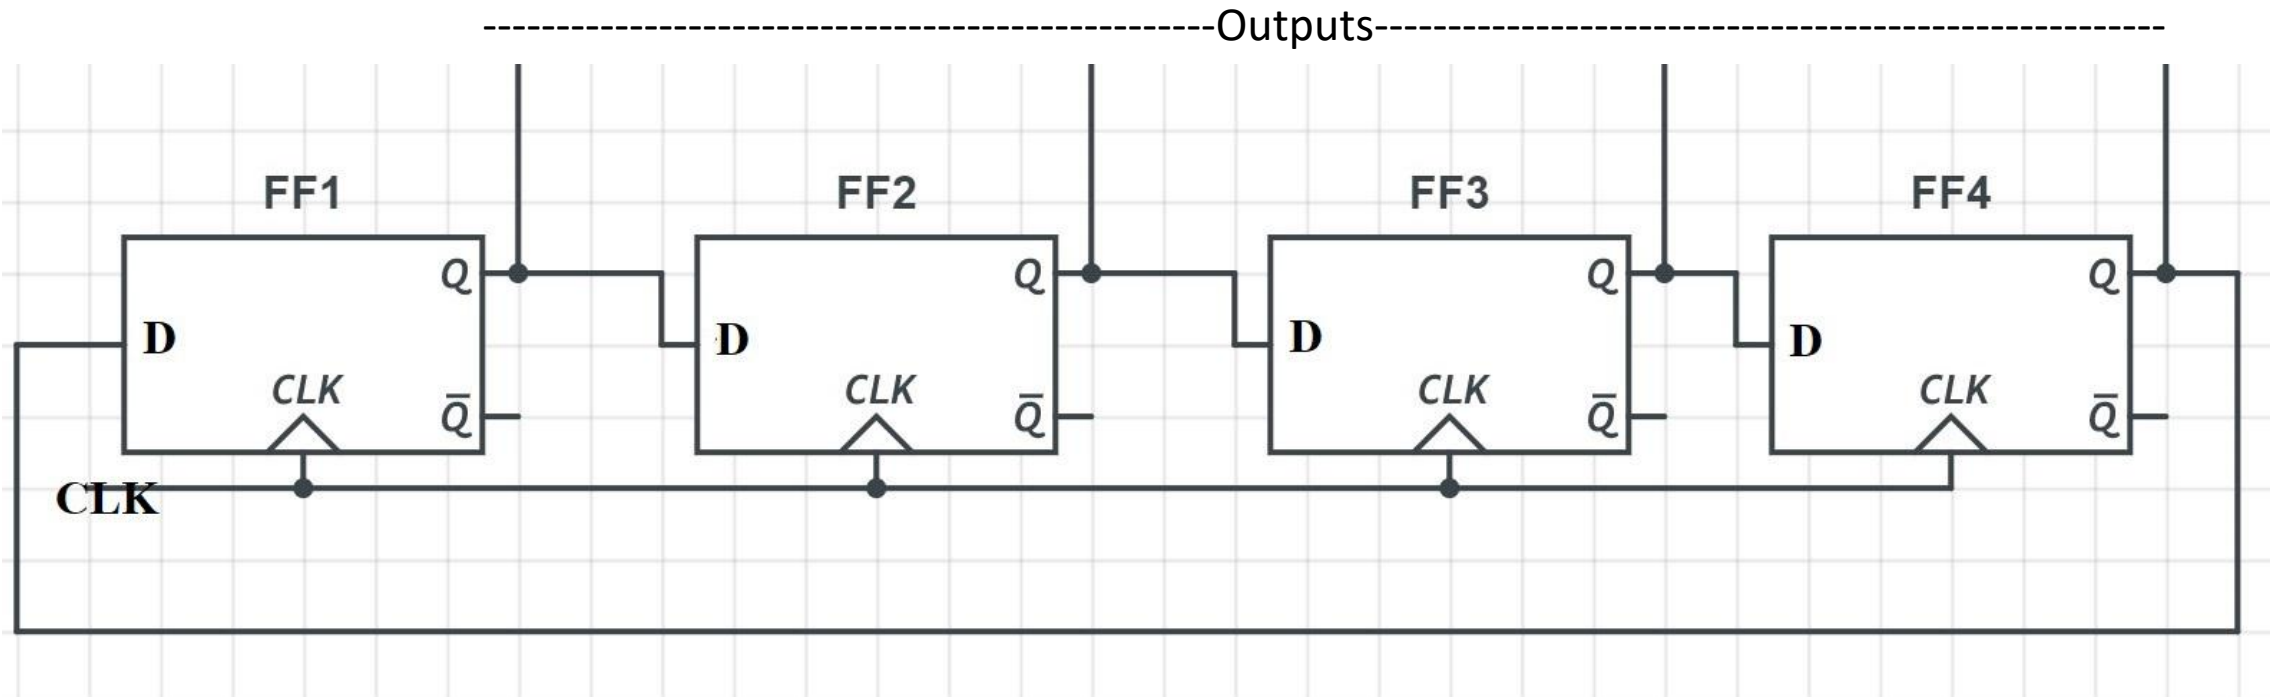 --------------------------------------------------Outputs------------------------------------------------------
FF1 FF2 FF3 FF4
Q Q Q Q
D D D D
CLK CLK CLK CLK
Q̅ Q̅ Q̅ Q̅
CLK